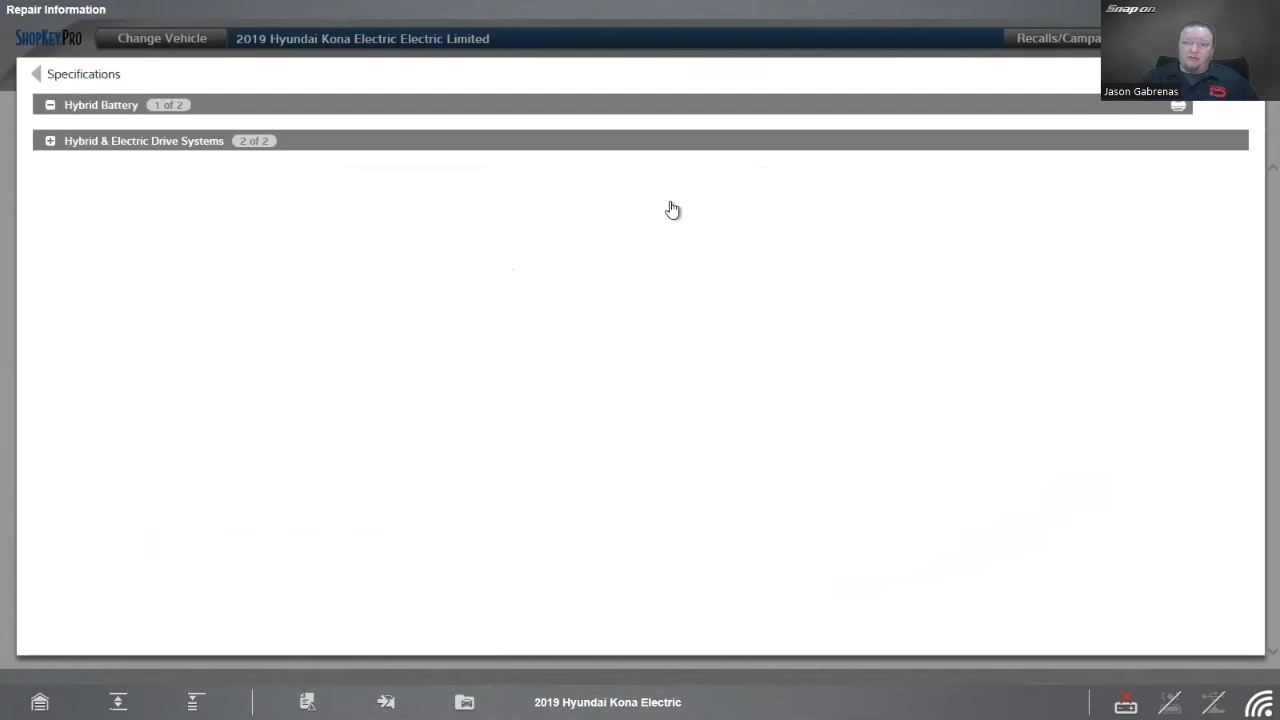 Repair Information
Snap-on
SHOPKEYPRO
Change Vehicle
2019 Hyundai Kona Electric Electric Limited
Recalls/Campa
Jason Gabrenas
Specifications
Hybrid Battery 1 of 2
Hybrid & Electric Drive Systems 2 of 2
2019 Hyundai Kona Electric